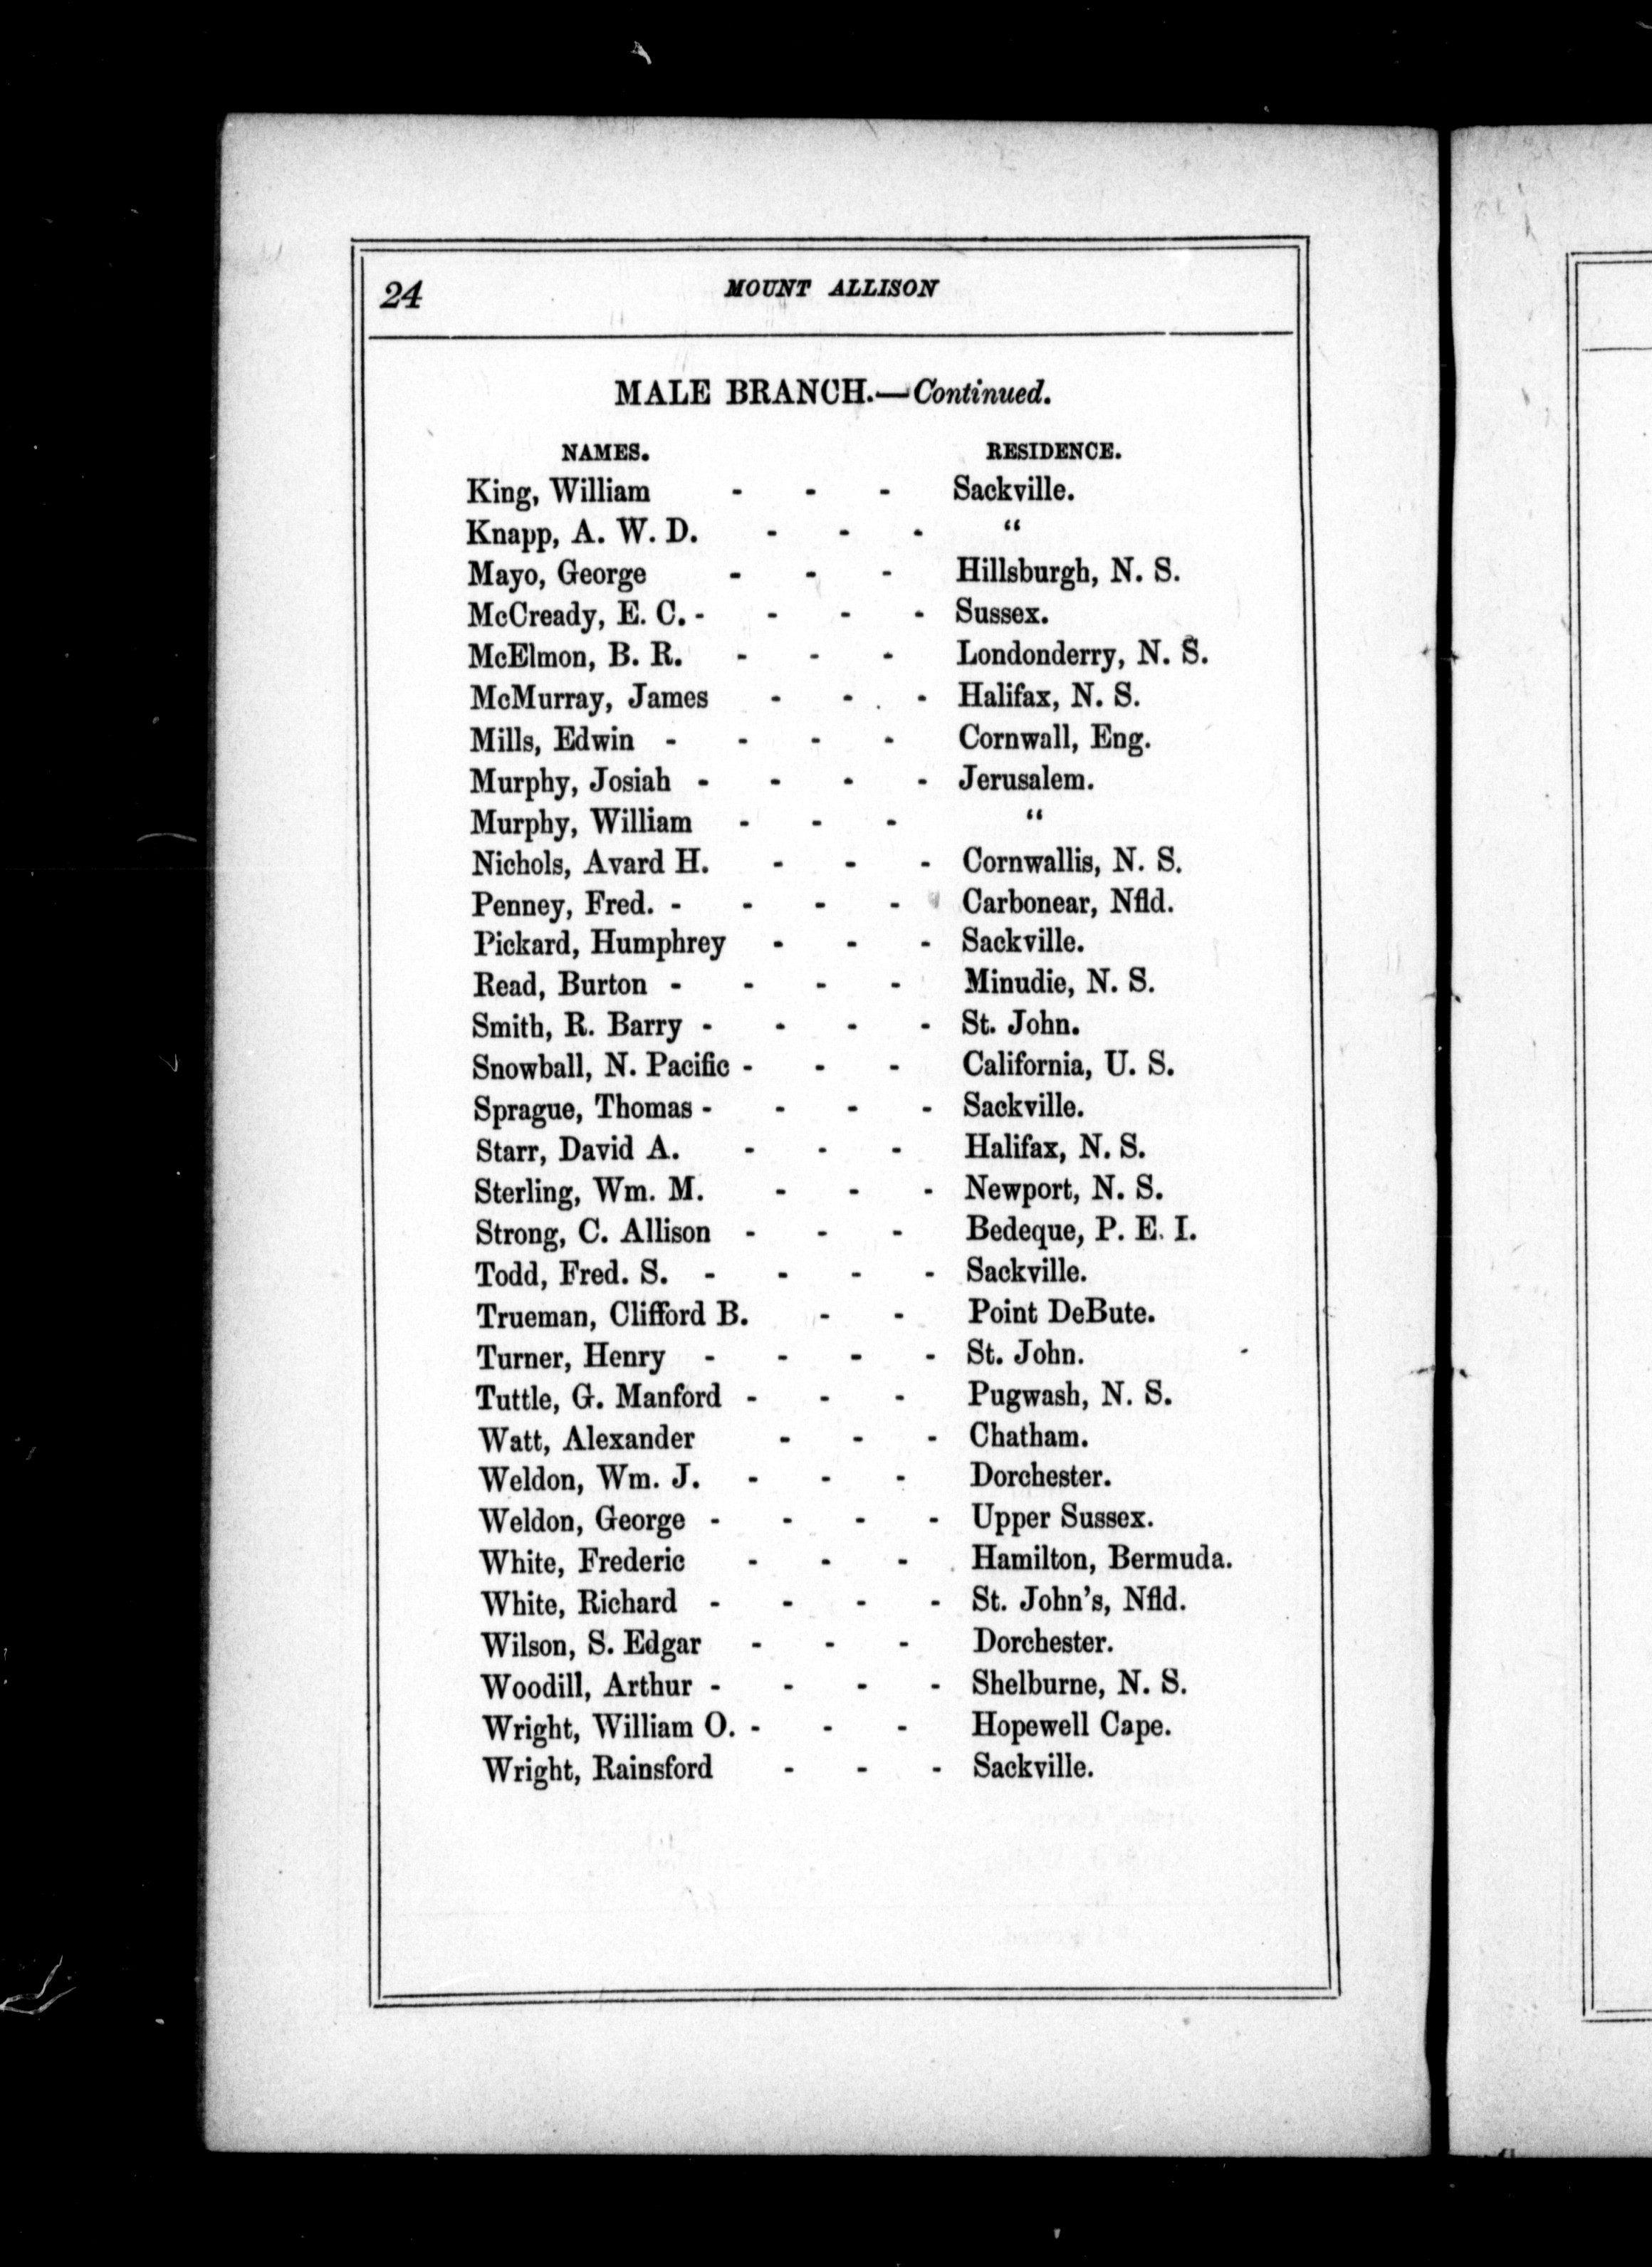 24 MOUNT ALLISON
MALE BRANCH.—Continued.
NAMES. RESIDENCE.
King, William - - - Sackville.
Knapp, A. W. D. - - - “
Mayo, George - - - Hillsburgh, N. S.
McCready, E. C. - - - - Sussex.
McElmon, B. R. - - - Londonderry, N. S.
McMurray, James - - - Halifax, N. S.
Mills, Edwin - - - - Cornwall, Eng.
Murphy, Josiah - - - - Jerusalem.
Murphy, William - - - “
Nichols, Avard H. - - - Cornwallis, N. S.
Penney, Fred. - - - - Carbonear, Nfld.
Pickard, Humphrey - - - Sackville.
Read, Burton - - - - Minudie, N. S.
Smith, R. Barry - - - - St. John.
Snowball, N. Pacific - - - California, U. S.
Sprague, Thomas - - - - Sackville.
Starr, David A. - - - Halifax, N. S.
Sterling, Wm. M. - - - Newport, N. S.
Strong, C. Allison - - - Bedeque, P. E. I.
Todd, Fred. S. - - - - Sackville.
Trueman, Clifford B. - - Point DeBute.
Turner, Henry - - - - St. John.
Tuttle, G. Manford - - - Pugwash, N. S.
Watt, Alexander - - - Chatham.
Weldon, Wm. J. - - - Dorchester.
Weldon, George - - - - Upper Sussex.
White, Frederic - - - Hamilton, Bermuda.
White, Richard - - - - St. John’s, Nfld.
Wilson, S. Edgar - - - Dorchester.
Woodill, Arthur - - - - Shelburne, N. S.
Wright, William O. - - - Hopewell Cape.
Wright, Rainsford - - - Sackville.